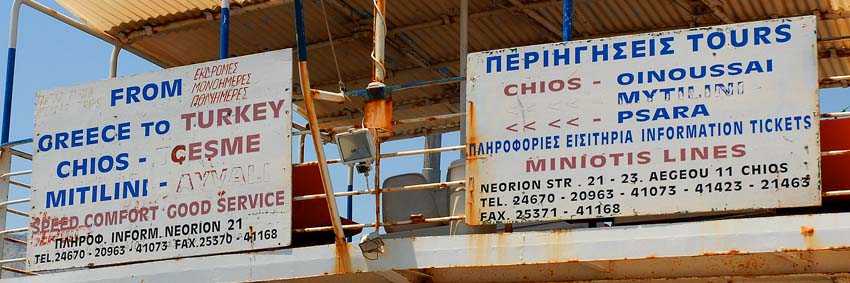 FROM
ΕΚΔΡΟΜΕΣ
ΜΟΝΟΗΜΕΡΕΣ
ΠΟΛΥΗΜΕΡΕΣ
GREECE TO TURKEY
CHIOS - ÇESME
MITILINI - AYVALI
SPEED COMFORT GOOD SERVICE
ΠΛΗΡΟΦ. INFORM. NEORION 21
TEL. 24670 - 20963 - 41073 FAX. 25370 - 41168
ΠΕΡΙΗΓΗΣΕΙΣ TOURS
CHIOS - OINOUSSAI
MYTILINI
<< << - PSARA
ΠΛΗΡΟΦΟΡΙΕΣ ΕΙΣΙΤΗΡΙΑ INFORMATION TICKETS
MINIOTIS LINES
NEORION STR. 21 - 23. AEGEOU 11 CHIOS
TEL. 24670 - 20963 - 41073 - 41423 - 21463
FAX. 25371 - 41168